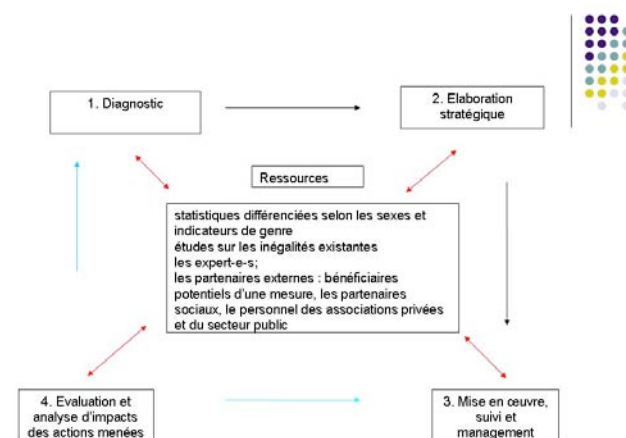 1. Diagnostic
2. Elaboration
stratégique
Ressources
statistiques différenciées selon les sexes et
indicateurs de genre
études sur les inégalités existantes
les expert-e-s;
les partenaires externes : bénéficiaires
potentiels d'une mesure, les partenaires
sociaux, le personnel des associations privées
et du secteur public
4. Evaluation et
analyse d'impacts
des actions menées
3. Mise en œuvre,
suivi et
management